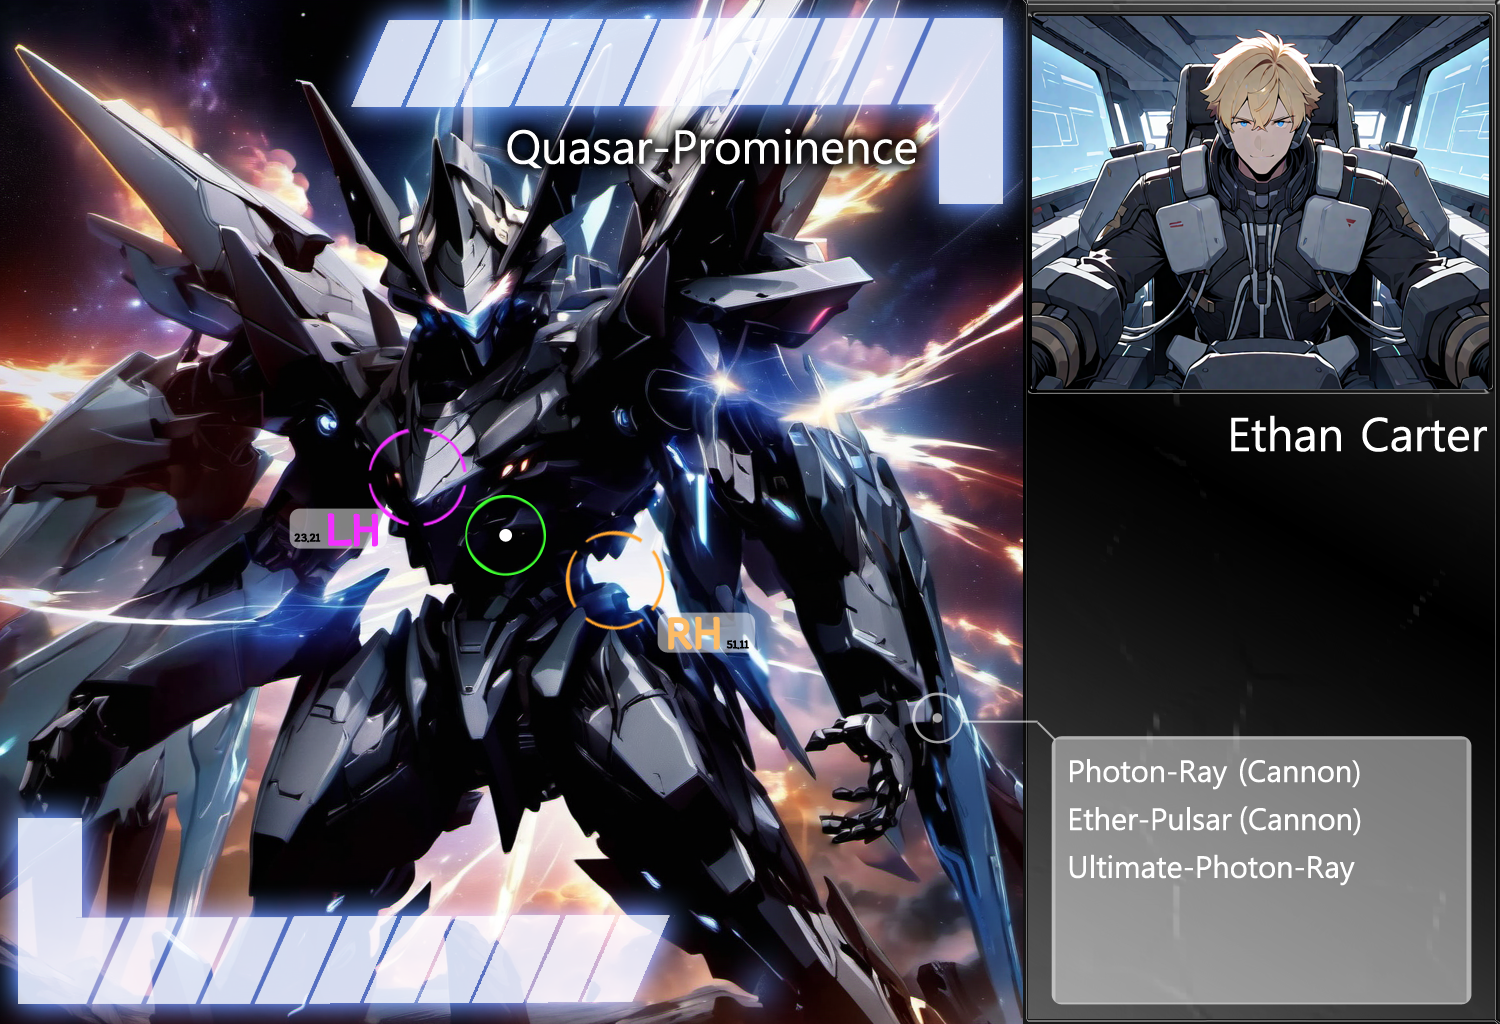 Quasar-Prominence
Ethan Carter
23.21 LH
RH 51.11
Photon-Ray (Cannon)
Ether-Pulsar (Cannon)
Ultimate-Photon-Ray